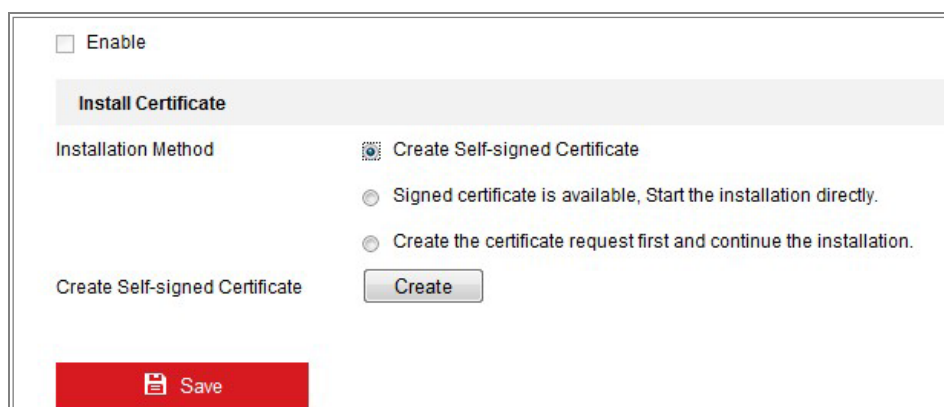 Enable
Install Certificate
Installation Method
Create Self-signed Certificate
Signed certificate is available, Start the installation directly.
Create the certificate request first and continue the installation.
Create Self-signed Certificate
Create
Save